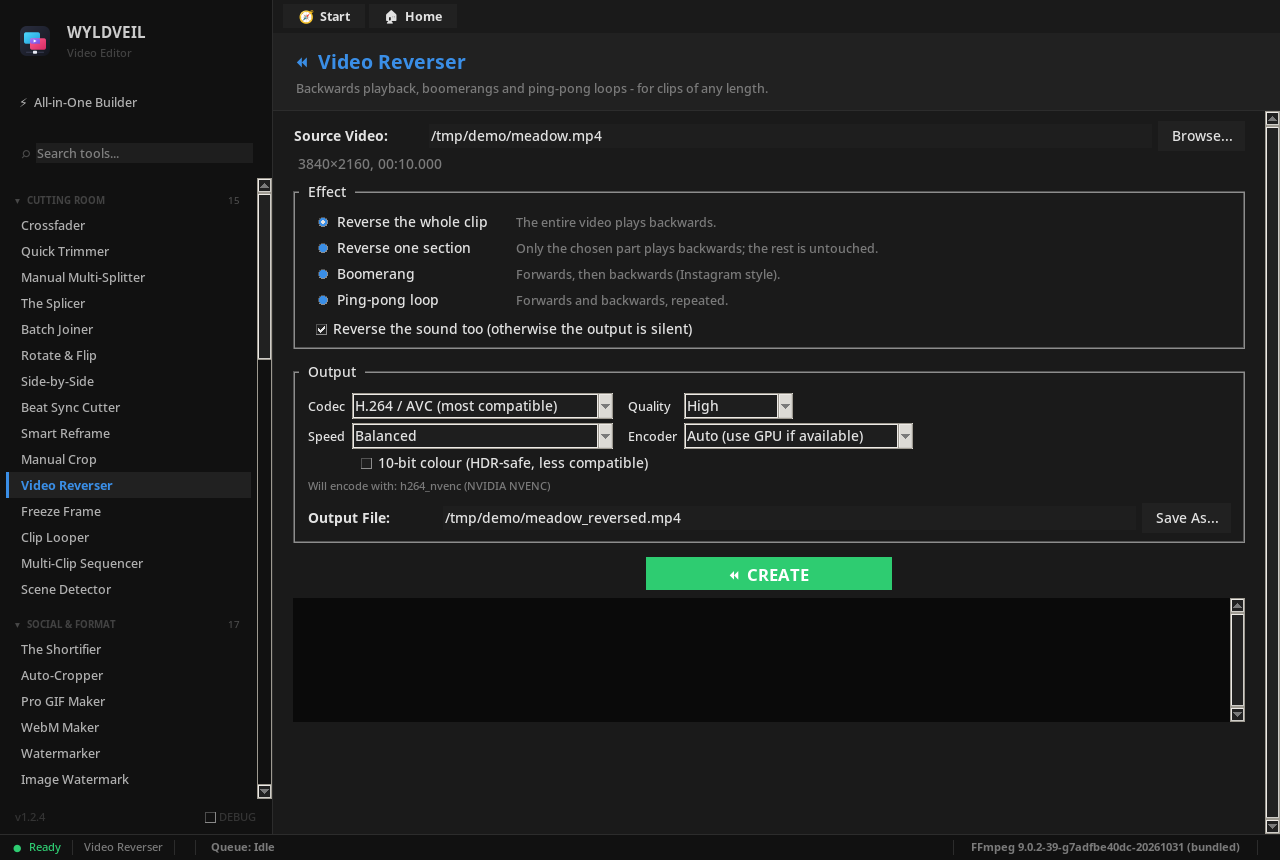 WYLDVEIL
Video Editor
⚡ All-in-One Builder
Search tools...
CUTTING ROOM 15
Crossfader
Quick Trimmer
Manual Multi-Splitter
The Splicer
Batch Joiner
Rotate & Flip
Side-by-Side
Beat Sync Cutter
Smart Reframe
Manual Crop
Video Reverser
Freeze Frame
Clip Looper
Multi-Clip Sequencer
Scene Detector
SOCIAL & FORMAT 17
The Shortifier
Auto-Cropper
Pro GIF Maker
WebM Maker
Watermarker
Image Watermark
v1.2.4 DEBUG
Start Home
Video Reverser
Backwards playback, boomerangs and ping-pong loops - for clips of any length.
Source Video: /tmp/demo/meadow.mp4 Browse...
3840×2160, 00:10.000
Effect
Reverse the whole clip The entire video plays backwards.
Reverse one section Only the chosen part plays backwards; the rest is untouched.
Boomerang Forwards, then backwards (Instagram style).
Ping-pong loop Forwards and backwards, repeated.
Reverse the sound too (otherwise the output is silent)
Output
Codec H.264 / AVC (most compatible) Quality High
Speed Balanced Encoder Auto (use GPU if available)
10-bit colour (HDR-safe, less compatible)
Will encode with: h264_nvenc (NVIDIA NVENC)
Output File: /tmp/demo/meadow_reversed.mp4 Save As...
CREATE
Ready Video Reverser Queue: Idle FFmpeg 9.0.2-39-g7adfbe40dc-20261031 (bundled)